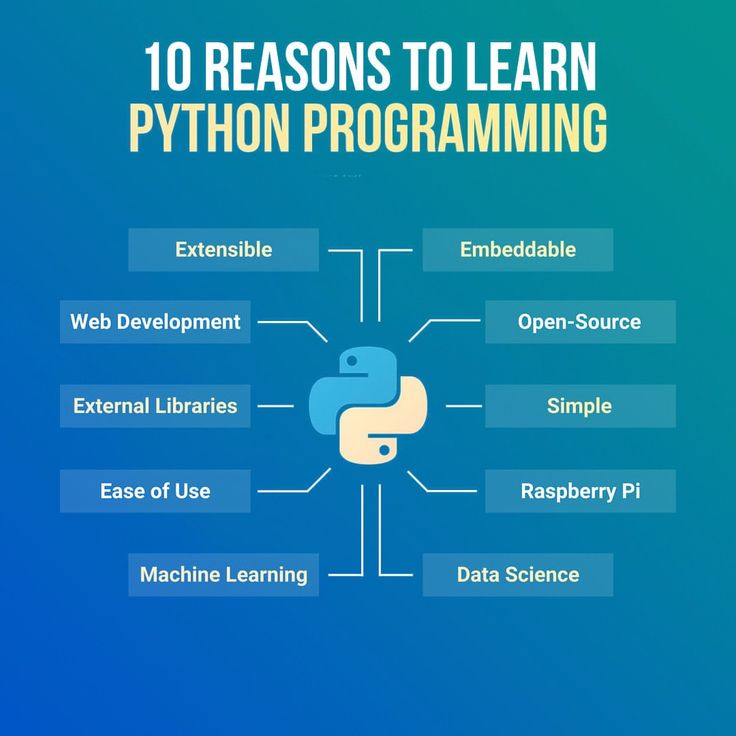 10 REASONS TO LEARN
PYTHON PROGRAMMING
Extensible
Embeddable
Web Development
Open-Source
External Libraries
Simple
Ease of Use
Raspberry Pi
Machine Learning
Data Science